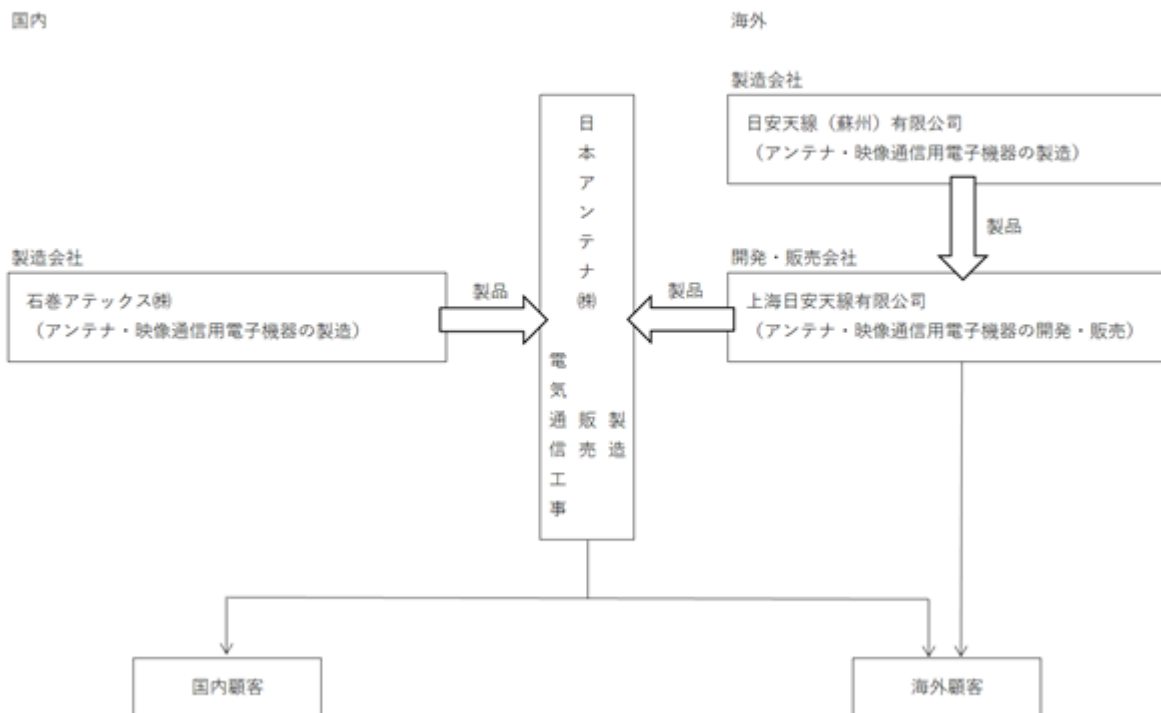 国内
海外
製造会社
日安天線（蘇州）有限公司
（アンテナ・映像通信用電子機器の製造）
製品
製造会社
石巻アテックス㈱
（アンテナ・映像通信用電子機器の製造）
製品
日本アンテナ㈱
製造
販売
電気通信工事
製品
開発・販売会社
上海日安天線有限公司
（アンテナ・映像通信用電子機器の開発・販売）
国内顧客
海外顧客